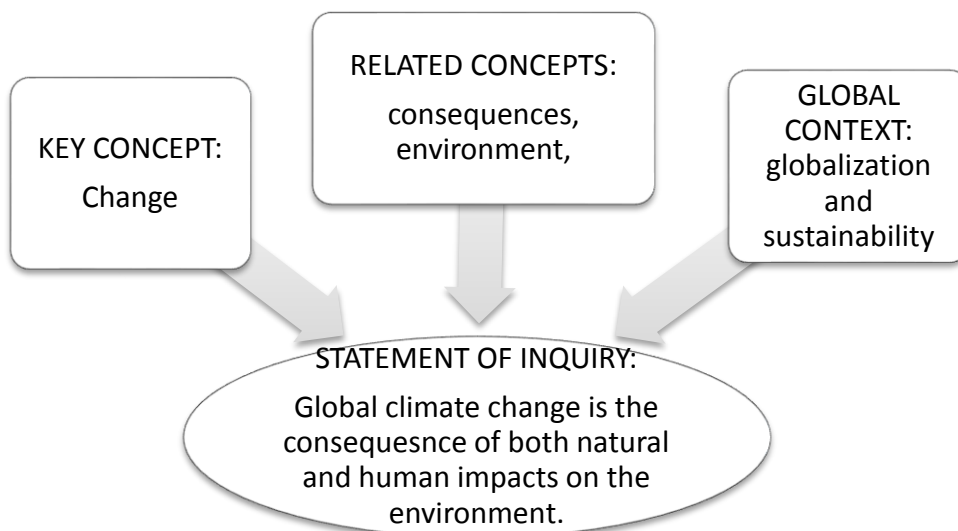 KEY CONCEPT:
Change
RELATED CONCEPTS:
consequences,
environment,
GLOBAL
CONTEXT:
globalization
and
sustainability
STATEMENT OF INQUIRY:
Global climate change is the
consequesnce of both natural
and human impacts on the
environment.